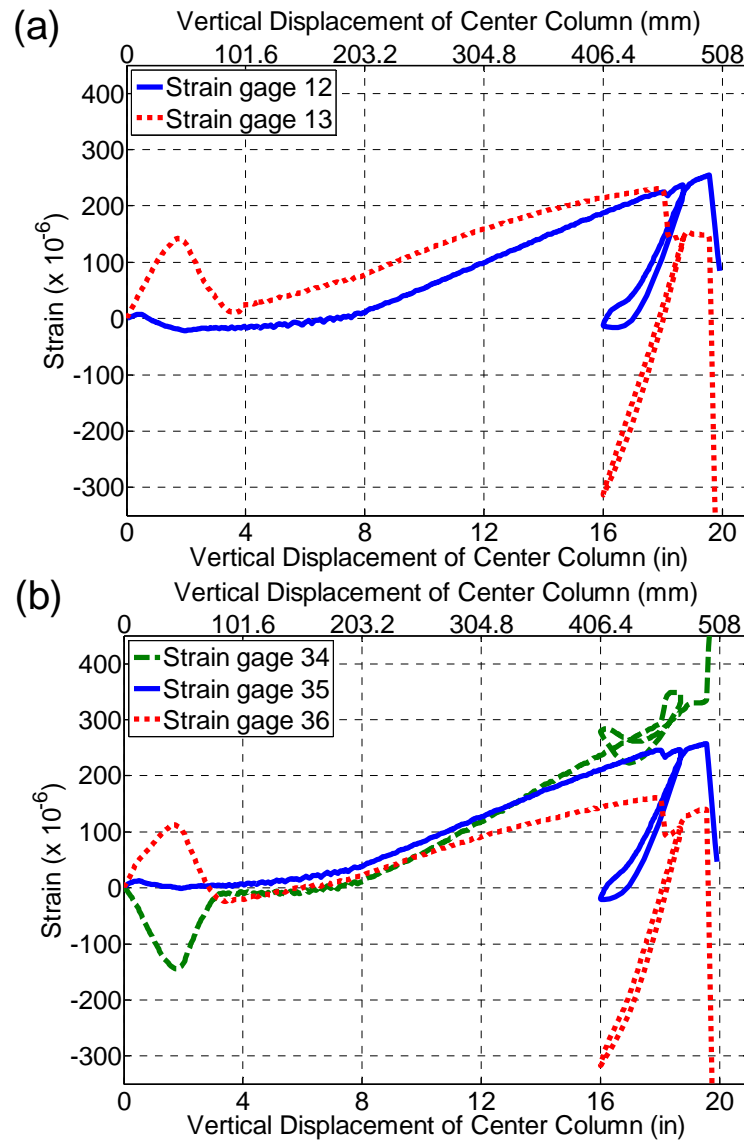 (a)
Vertical Displacement of Center Column (mm)
0 101.6 203.2 304.8 406.4 508
Strain gage 12
Strain gage 13
400
300
200
100
0
-100
-200
-300
Strain (x 10-6)
0 4 8 12 16 20
Vertical Displacement of Center Column (in)
(b)
Vertical Displacement of Center Column (mm)
0 101.6 203.2 304.8 406.4 508
Strain gage 34
Strain gage 35
Strain gage 36
400
300
200
100
0
-100
-200
-300
Strain (x 10-6)
0 4 8 12 16 20
Vertical Displacement of Center Column (in)